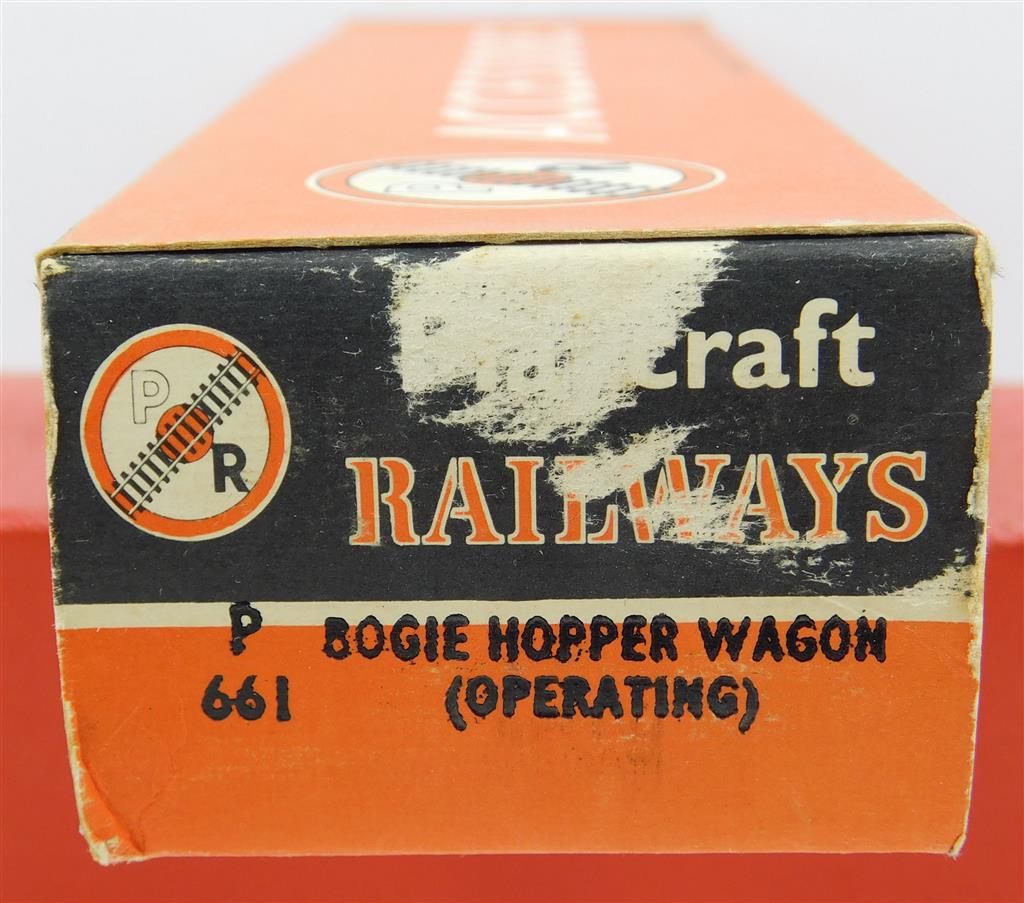 P R
craft
RAILWAYS
P BOGIE HOPPER WAGON
661 (OPERATING)